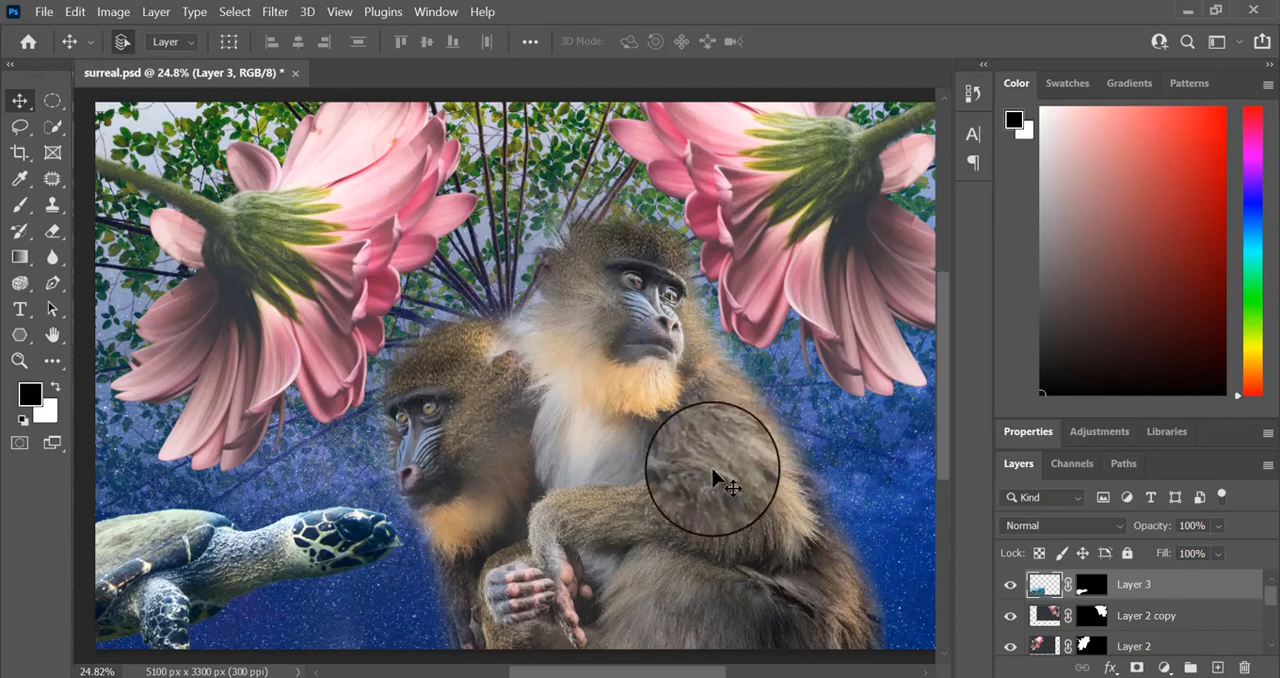 Ps File Edit Image Layer Type Select Filter 3D View Plugins Window Help
Layer 3D Mode:
surreal.psd @ 24.8% (Layer 3, RGB/8) * ×
Color Swatches Gradients Patterns
A
T
Properties Adjustments Libraries
Layers Channels Paths
Kind T
Normal Opacity: 100%
Lock: Fill: 100%
Layer 3
Layer 2 copy
Layer 2
fx
24.82% 5100 px x 3300 px (300 ppi)